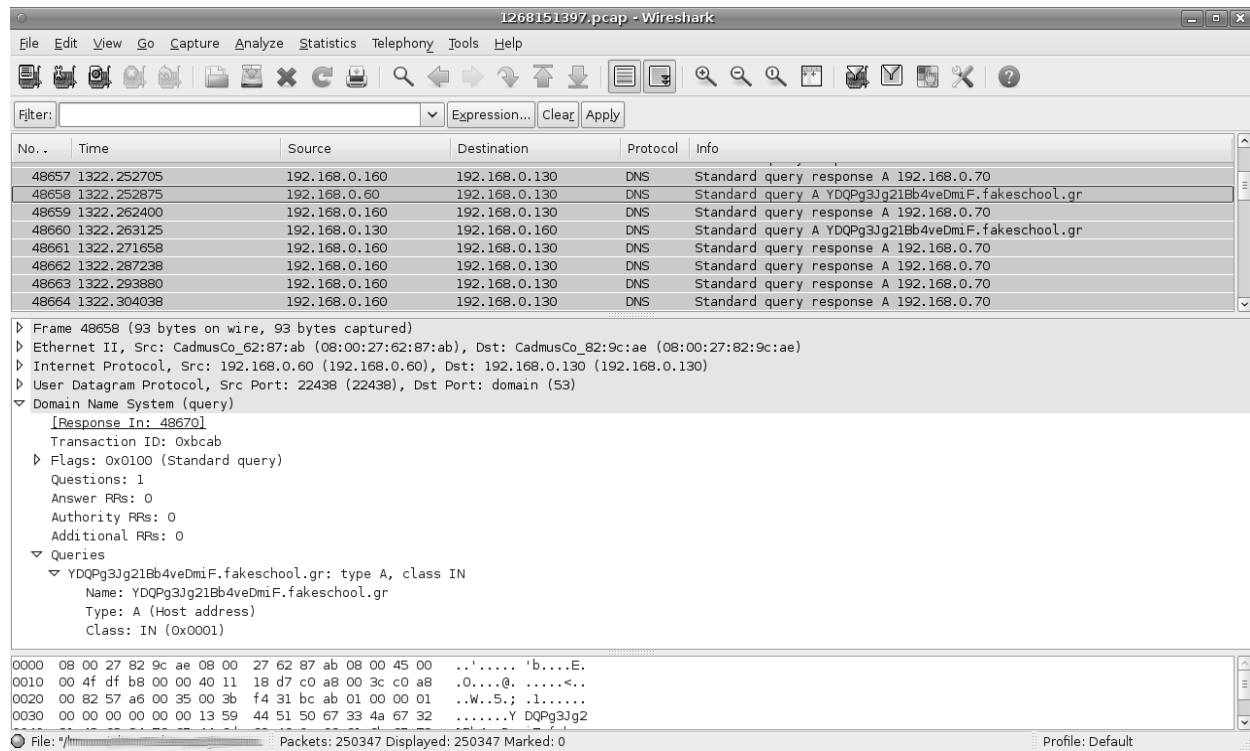 1268151397.pcap - Wireshark
File Edit View Go Capture Analyze Statistics Telephony Tools Help
Filter: Expression... Clear Apply
No. . Time Source Destination Protocol Info
48657 1322.252705 192.168.0.160 192.168.0.130 DNS Standard query response A 192.168.0.70
48658 1322.252875 192.168.0.60 192.168.0.130 DNS Standard query A YDQPg3Jg21Bb4veDmiF.fakeschool.gr
48659 1322.262400 192.168.0.160 192.168.0.130 DNS Standard query response A 192.168.0.70
48660 1322.263125 192.168.0.130 192.168.0.160 DNS Standard query A YDQPg3Jg21Bb4veDmiF.fakeschool.gr
48661 1322.271658 192.168.0.160 192.168.0.130 DNS Standard query response A 192.168.0.70
48662 1322.287238 192.168.0.160 192.168.0.130 DNS Standard query response A 192.168.0.70
48663 1322.293880 192.168.0.160 192.168.0.130 DNS Standard query response A 192.168.0.70
48664 1322.304038 192.168.0.160 192.168.0.130 DNS Standard query response A 192.168.0.70
Frame 48658 (93 bytes on wire, 93 bytes captured)
Ethernet II, Src: CadmusCo_62:87:ab (08:00:27:62:87:ab), Dst: CadmusCo_82:9c:ae (08:00:27:82:9c:ae)
Internet Protocol, Src: 192.168.0.60 (192.168.0.60), Dst: 192.168.0.130 (192.168.0.130)
User Datagram Protocol, Src Port: 22438 (22438), Dst Port: domain (53)
Domain Name System (query)
[Response In: 48670]
Transaction ID: 0xbcab
Flags: 0x0100 (Standard query)
Questions: 1
Answer RRs: 0
Authority RRs: 0
Additional RRs: 0
Queries
YDQPg3Jg21Bb4veDmiF.fakeschool.gr: type A, class IN
Name: YDQPg3Jg21Bb4veDmiF.fakeschool.gr
Type: A (Host address)
Class: IN (0x0001)
0000 08 00 27 82 9c ae 08 00 27 62 87 ab 08 00 45 00 ..'..... 'b....E.
0010 00 4f df b8 00 00 40 11 18 d7 c0 a8 00 3c c0 a8 .O....@. .....<..
0020 00 82 57 a6 00 35 00 3b f4 31 bc ab 01 00 00 01 ..W..5.; .1......
0030 00 00 00 00 00 00 13 59 44 51 50 67 33 4a 67 32 .......Y DQPg3Jg2
File: "/ Packets: 250347 Displayed: 250347 Marked: 0 Profile: Default